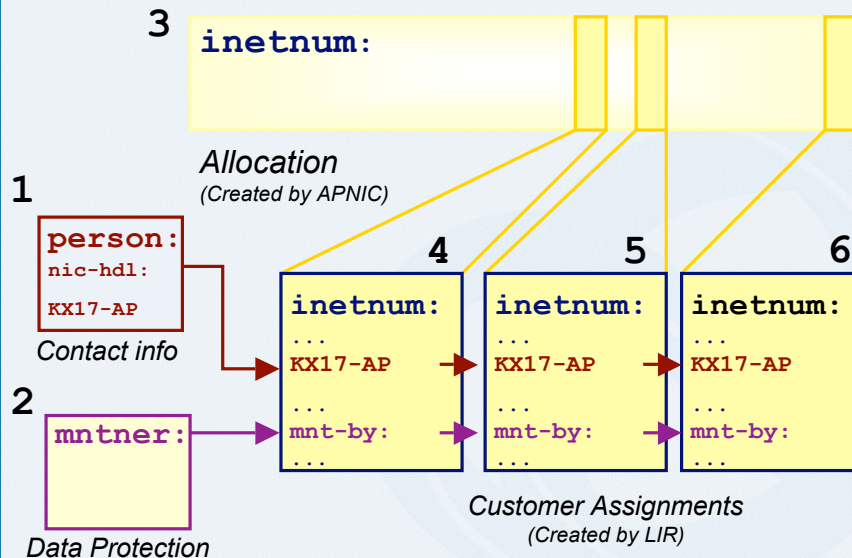 3
inetnum:
Allocation
(Created by APNIC)
1
person:
nic-hdl:
KX17-AP
Contact info
2
mntner:
Data Protection
4
inetnum:
...
KX17-AP
...
mnt-by:
...
5
inetnum:
...
KX17-AP
...
mnt-by:
...
6
inetnum:
...
KX17-AP
...
mnt-by:
...
Customer Assignments
(Created by LIR)